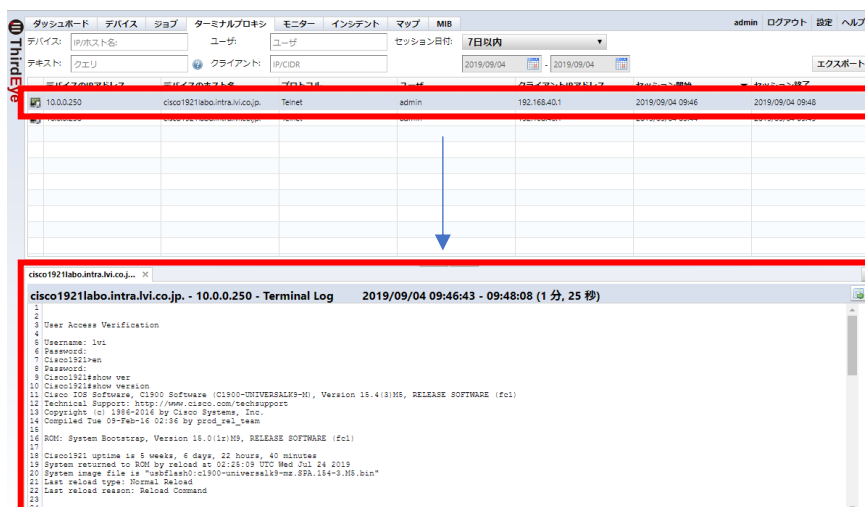 ThirdEye
ダッシュボード デバイス ジョブ ターミナルプロキシ モニター インシデント マップ MIB admin ログアウト 設定 ヘルプ
デバイス: IP/ホスト名: ユーザ: ユーザ セッション日付: 7日以内
テキスト: クエリ クライアント: IP/CIDR 2019/09/04 - 2019/09/04 エクスポート
デバイスのIPアドレス デバイスのホスト名 プロトコル ユーザ クライアントIPアドレス セッション開始 セッション終了
10.0.0.250 cisco1921labo.intra.lvi.co.jp. Telnet admin 192.168.40.1 2019/09/04 09:46 2019/09/04 09:48
cisco1921labo.intra.lvi.co.j...
cisco1921labo.intra.lvi.co.jp. - 10.0.0.250 - Terminal Log 2019/09/04 09:46:43 - 09:48:08 (1 分, 25 秒)
1
2
3 User Access Verification
4
5 Username: lvi
6 Password:
7 Cisco1921>en
8 Password:
9 Cisco1921#show ver
10 Cisco1921#show version
11 Cisco IOS Software, C1900 Software (C1900-UNIVERSALK9-M), Version 15.4(3)M5, RELEASE SOFTWARE (fc1)
12 Technical Support: http://www.cisco.com/techsupport
13 Copyright (c) 1986-2016 by Cisco Systems, Inc.
14 Compiled Tue 09-Feb-16 02:36 by prod_rel_team
15
16 ROM: System Bootstrap, Version 15.0(1r)M9, RELEASE SOFTWARE (fc1)
17
18 Cisco1921 uptime is 5 weeks, 6 days, 22 hours, 40 minutes
19 System returned to ROM by reload at 02:25:09 UTC Wed Jul 24 2019
20 System image file is "usbflash0:c1900-universalk9-mz.SPA.154-3.M5.bin"
21 Last reload type: Normal Reload
22 Last reload reason: Reload Command
23